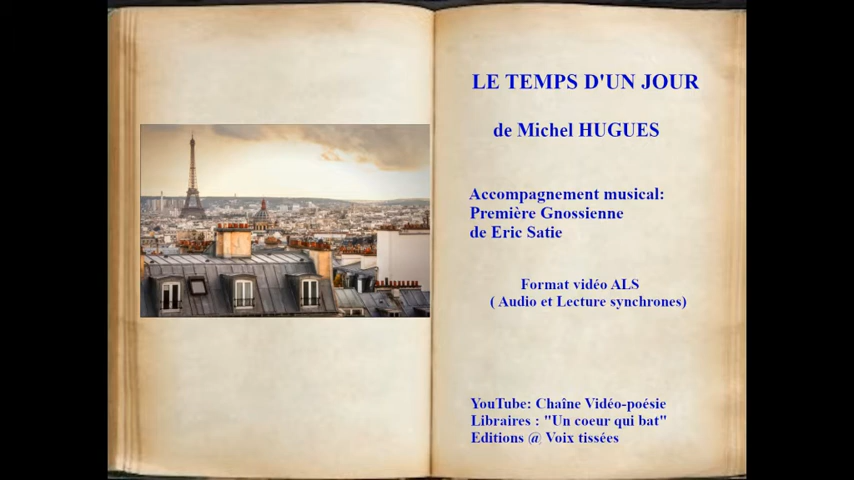 LE TEMPS D'UN JOUR
de Michel HUGUES
Accompagnement musical:
Première Gnossienne
de Eric Satie
Format vidéo ALS
( Audio et Lecture synchrones)
YouTube: Chaîne Vidéo-poésie
Libraires : "Un coeur qui bat"
Editions @ Voix tissées